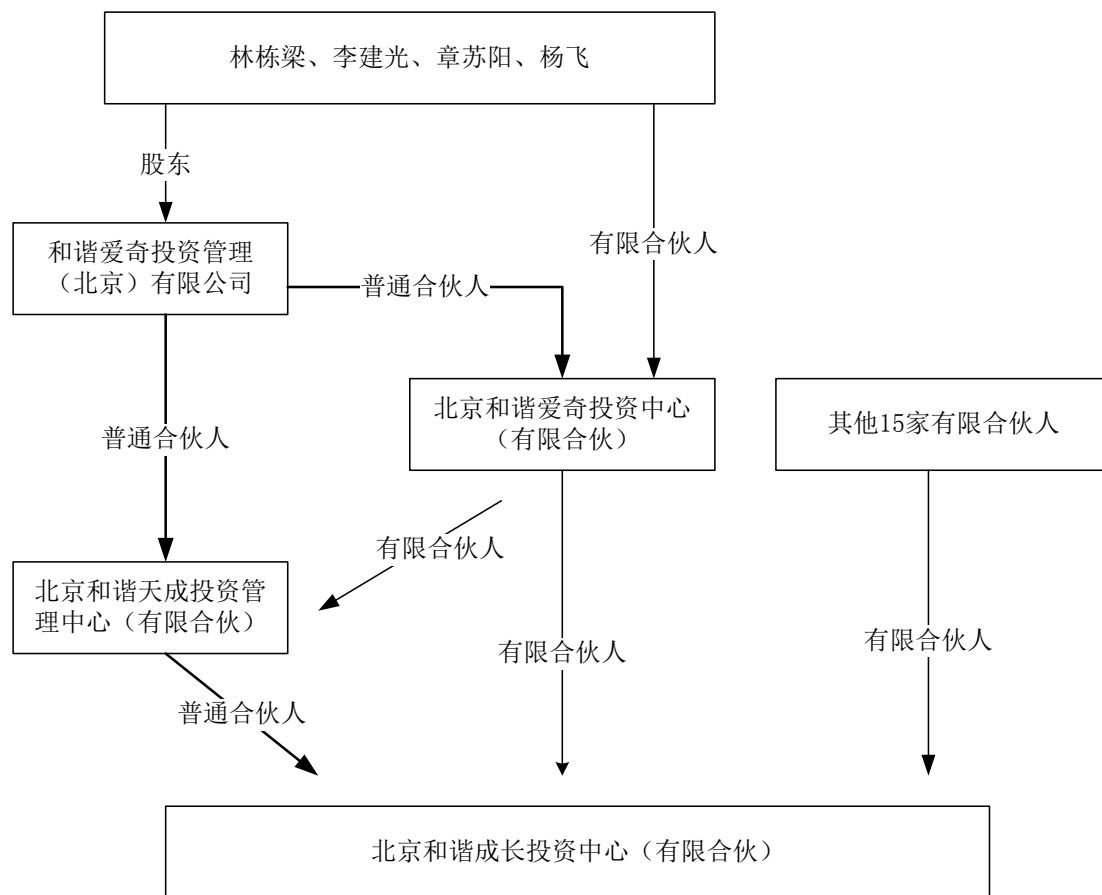 林栋梁、李建光、章苏阳、杨飞
股东
和谐爱奇投资管理
（北京）有限公司
有限合伙人
普通合伙人
北京和谐爱奇投资中心
（有限合伙）
其他15家有限合伙人
普通合伙人
有限合伙人
北京和谐天成投资管
理中心（有限合伙）
有限合伙人
有限合伙人
普通合伙人
北京和谐成长投资中心（有限合伙）